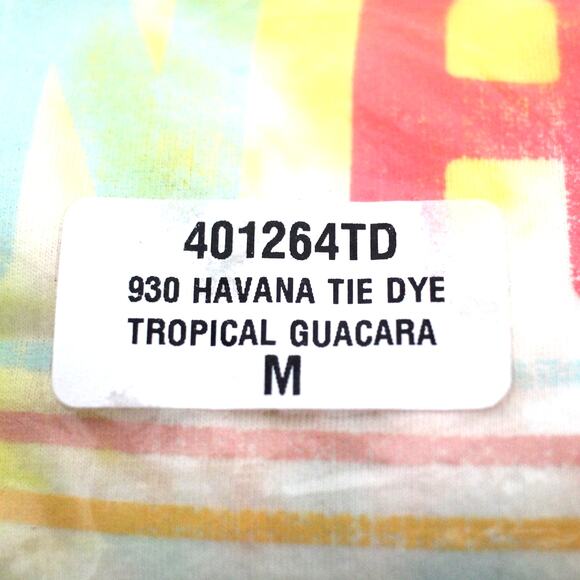 401264TD
930 HAVANA TIE DYE
TROPICAL GUACARA
M